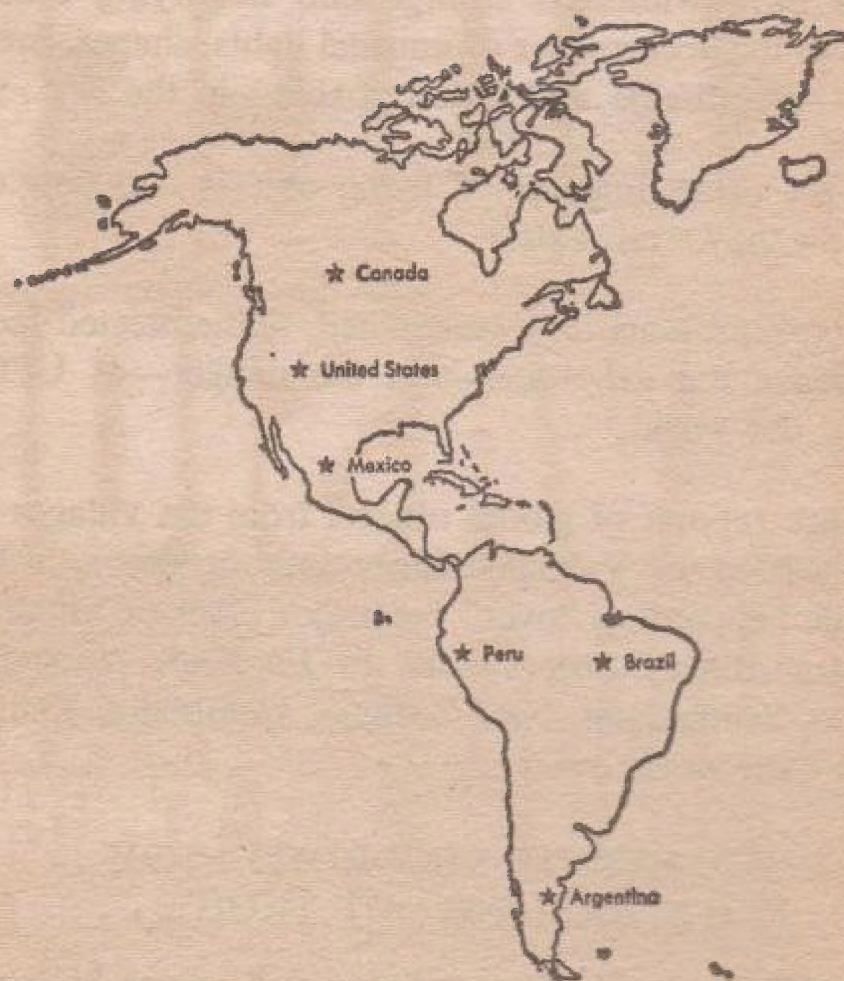 Canada
United States
Mexico
Peru
Brazil
Argentina